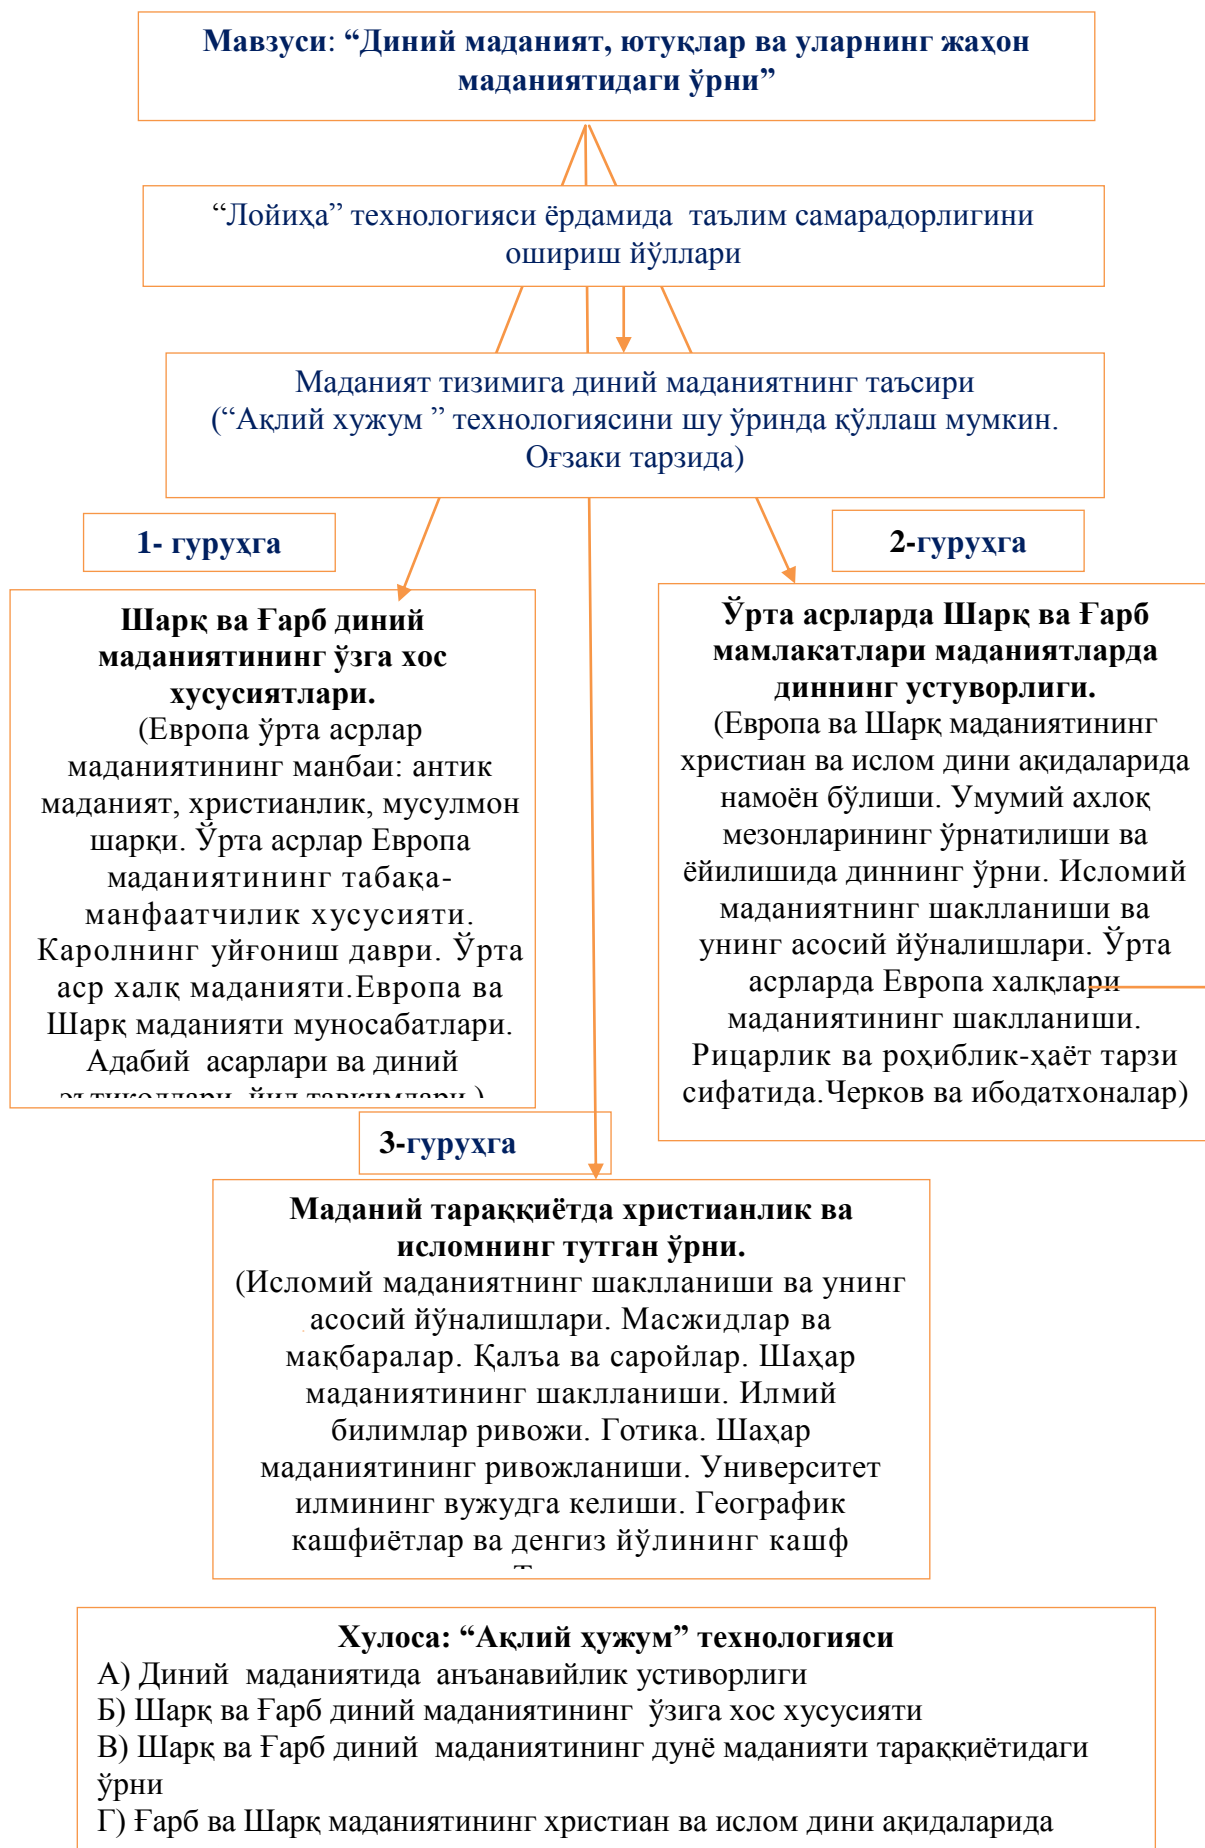 Мавзуси: “Диний маданият, ютуқлар ва уларнинг жаҳон
маданиятидаги ўрни”
“Лойиҳа” технологияси ёрдамида таълим самарадорлигини
ошириш йўллари
Маданият тизимига диний маданиятнинг таъсири
(“Ақлий хужум ” технологиясини шу ўринда қўллаш мумкин.
Оғзаки тарзида)
1- гуруҳга
2-гуруҳга
Шарқ ва Ғарб диний
маданиятининг ўзга хос
хусусиятлари.
(Европа ўрта асрлар
маданиятининг манбаи: антик
маданият, христианлик, мусулмон
шарқи. Ўрта асрлар Европа
маданиятининг табақа-
манфаатчилик хусусияти.
Каролнинг уйғониш даври. Ўрта
аср халқ маданияти.Европа ва
Шарқ маданияти муносабатлари.
Адабий асарлари ва диний
Ўрта асрларда Шарқ ва Ғарб
мамлакатлари маданиятларда
диннинг устуворлиги.
(Европа ва Шарқ маданиятининг
христиан ва ислом дини ақидаларида
намоён бўлиши. Умумий ахлоқ
мезонларининг ўрнатилиши ва
ёйилишида диннинг ўрни. Исломий
маданиятнинг шаклланиши ва
унинг асосий йўналишлари. Ўрта
асрларда Европа халқлари
маданиятининг шаклланиши.
Рицарлик ва роҳиблик-ҳаёт тарзи
сифатида.Черков ва ибодатхоналар)
3-гуруҳга
Маданий тараққиётда христианлик ва
исломнинг тутган ўрни.
(Исломий маданиятнинг шаклланиши ва унинг
асосий йўналишлари. Масжидлар ва
мақбаралар. Қалъа ва саройлар. Шаҳар
маданиятининг шаклланиши. Илмий
билимлар ривожи. Готика. Шаҳар
маданиятининг ривожланиши. Университет
илмининг вужудга келиши. Географик
кашфиётлар ва денгиз йўлининг кашф
Хулоса: “Ақлий ҳужум” технологияси
А) Диний маданиятида анъанавийлик устиворлиги
Б) Шарқ ва Ғарб диний маданиятининг ўзига хос хусусияти
В) Шарқ ва Ғарб диний маданиятининг дунё маданияти тараққиётидаги
ўрни
Г) Ғарб ва Шарқ маданиятининг христиан ва ислом дини ақидаларида